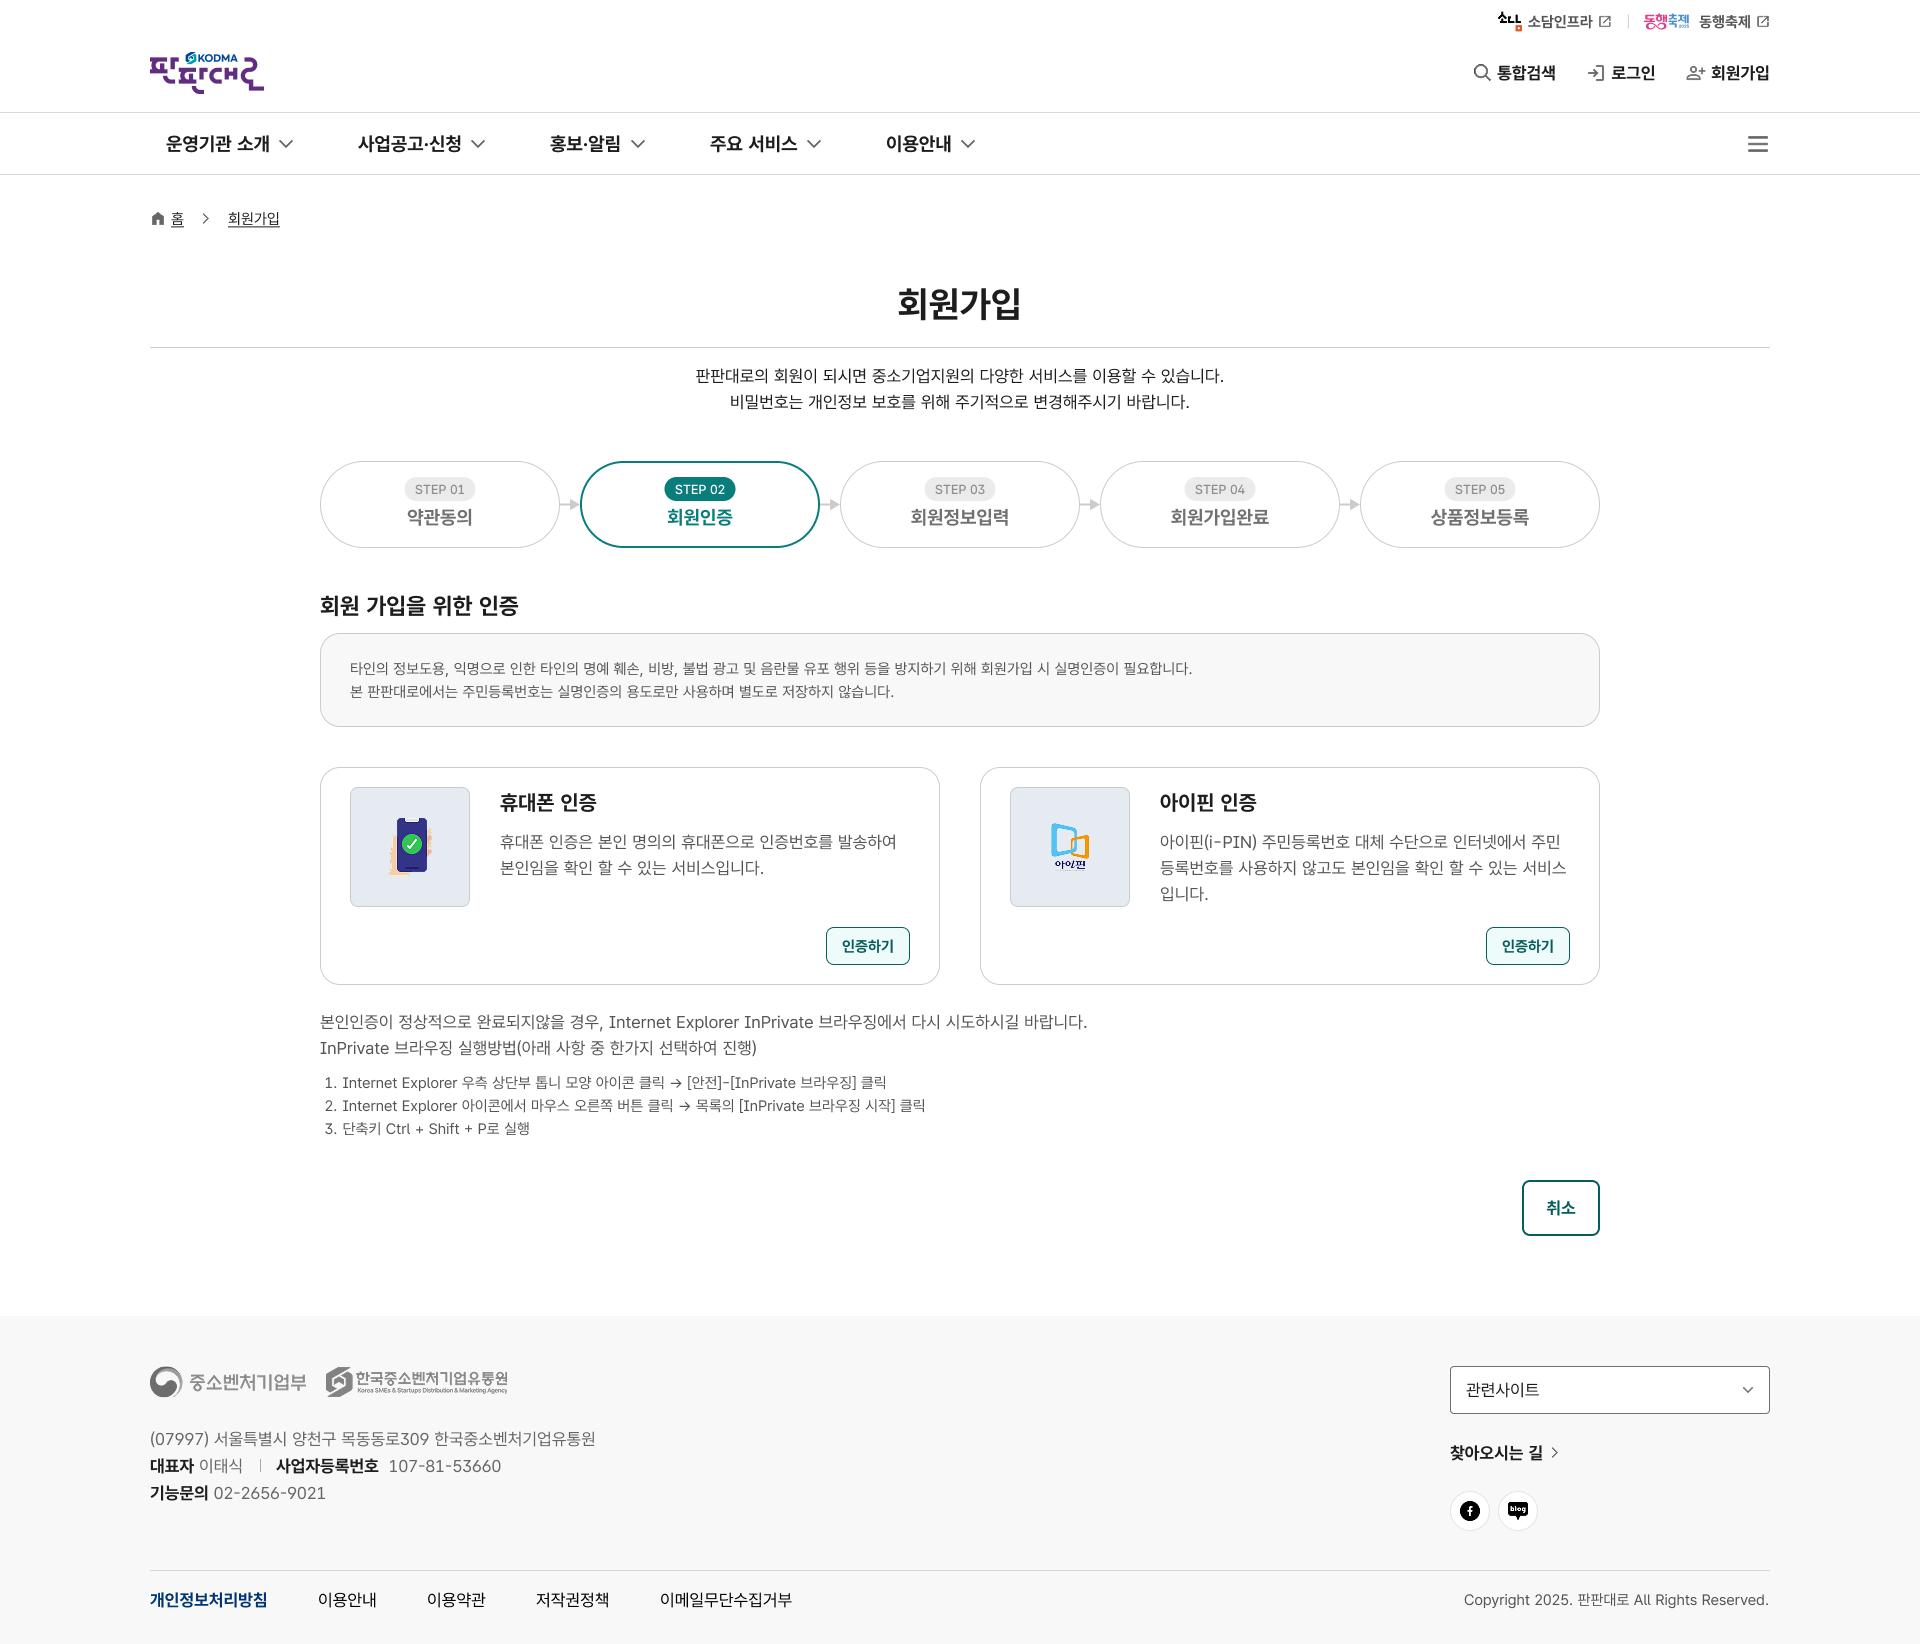 소담인프라
동행축제 동행축제
KODMA
판판대로
통합검색
로그인
회원가입
운영기관 소개
사업공고·신청
홍보·알림
주요 서비스
이용안내
홈
회원가입
회원가입
판판대로의 회원이 되시면 중소기업지원의 다양한 서비스를 이용할 수 있습니다.
비밀번호는 개인정보 보호를 위해 주기적으로 변경해주시기 바랍니다.
STEP 01
약관동의
STEP 02
회원인증
STEP 03
회원정보입력
STEP 04
회원가입완료
STEP 05
상품정보등록
회원 가입을 위한 인증
타인의 정보도용, 익명으로 인한 타인의 명예 훼손, 비방, 불법 광고 및 음란물 유포 행위 등을 방지하기 위해 회원가입 시 실명인증이 필요합니다.
본 판판대로에서는 주민등록번호는 실명인증의 용도로만 사용하며 별도로 저장하지 않습니다.
휴대폰 인증
휴대폰 인증은 본인 명의의 휴대폰으로 인증번호를 발송하여
본인임을 확인 할 수 있는 서비스입니다.
인증하기
아이핀
아이핀 인증
아이핀(i-PIN) 주민등록번호 대체 수단으로 인터넷에서 주민
등록번호를 사용하지 않고도 본인임을 확인 할 수 있는 서비스
입니다.
인증하기
본인인증이 정상적으로 완료되지않을 경우, Internet Explorer InPrivate 브라우징에서 다시 시도하시길 바랍니다.
InPrivate 브라우징 실행방법(아래 사항 중 한가지 선택하여 진행)
1. Internet Explorer 우측 상단부 톱니 모양 아이콘 클릭 → [안전]-[InPrivate 브라우징] 클릭
2. Internet Explorer 아이콘에서 마우스 오른쪽 버튼 클릭 → 목록의 [InPrivate 브라우징 시작] 클릭
3. 단축키 Ctrl + Shift + P로 실행
취소
중소벤처기업부
한국중소벤처기업유통원
Korea SMEs & Startups Distribution & Marketing Agency
(07997) 서울특별시 양천구 목동동로309 한국중소벤처기업유통원
대표자 이태식
사업자등록번호 107-81-53660
기능문의 02-2656-9021
관련사이트
찾아오시는 길
blog
개인정보처리방침
이용안내
이용약관
저작권정책
이메일무단수집거부
Copyright 2025. 판판대로 All Rights Reserved.